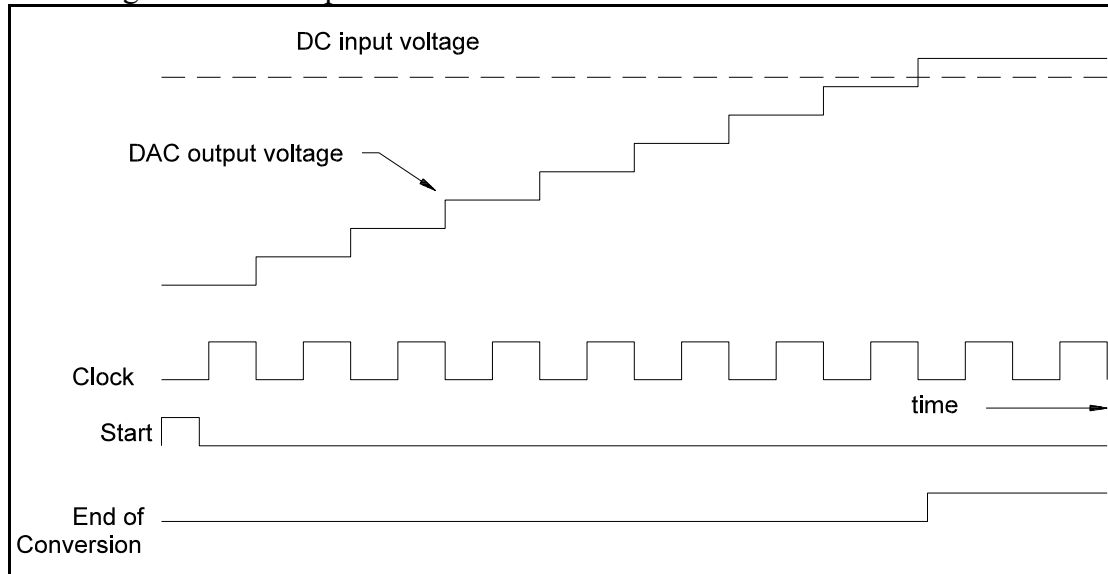 DC input voltage
DAC output voltage
Clock
time
Start
End of
Conversion